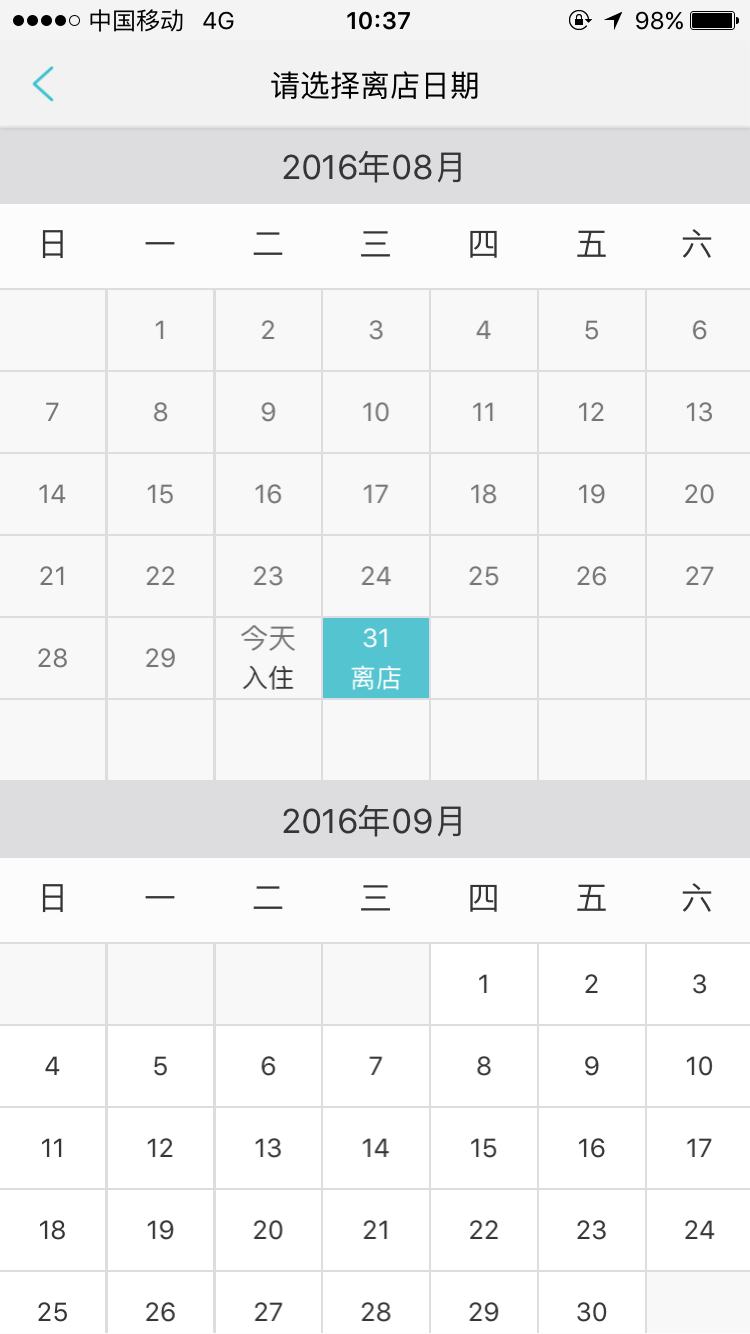 中国移动 4G 10:37 98%
请选择离店日期
2016年08月
日 一 二 三 四 五 六
1 2 3 4 5 6
7 8 9 10 11 12 13
14 15 16 17 18 19 20
21 22 23 24 25 26 27
28 29 今天 31
入住 离店
2016年09月
日 一 二 三 四 五 六
1 2 3
4 5 6 7 8 9 10
11 12 13 14 15 16 17
18 19 20 21 22 23 24
25 26 27 28 29 30